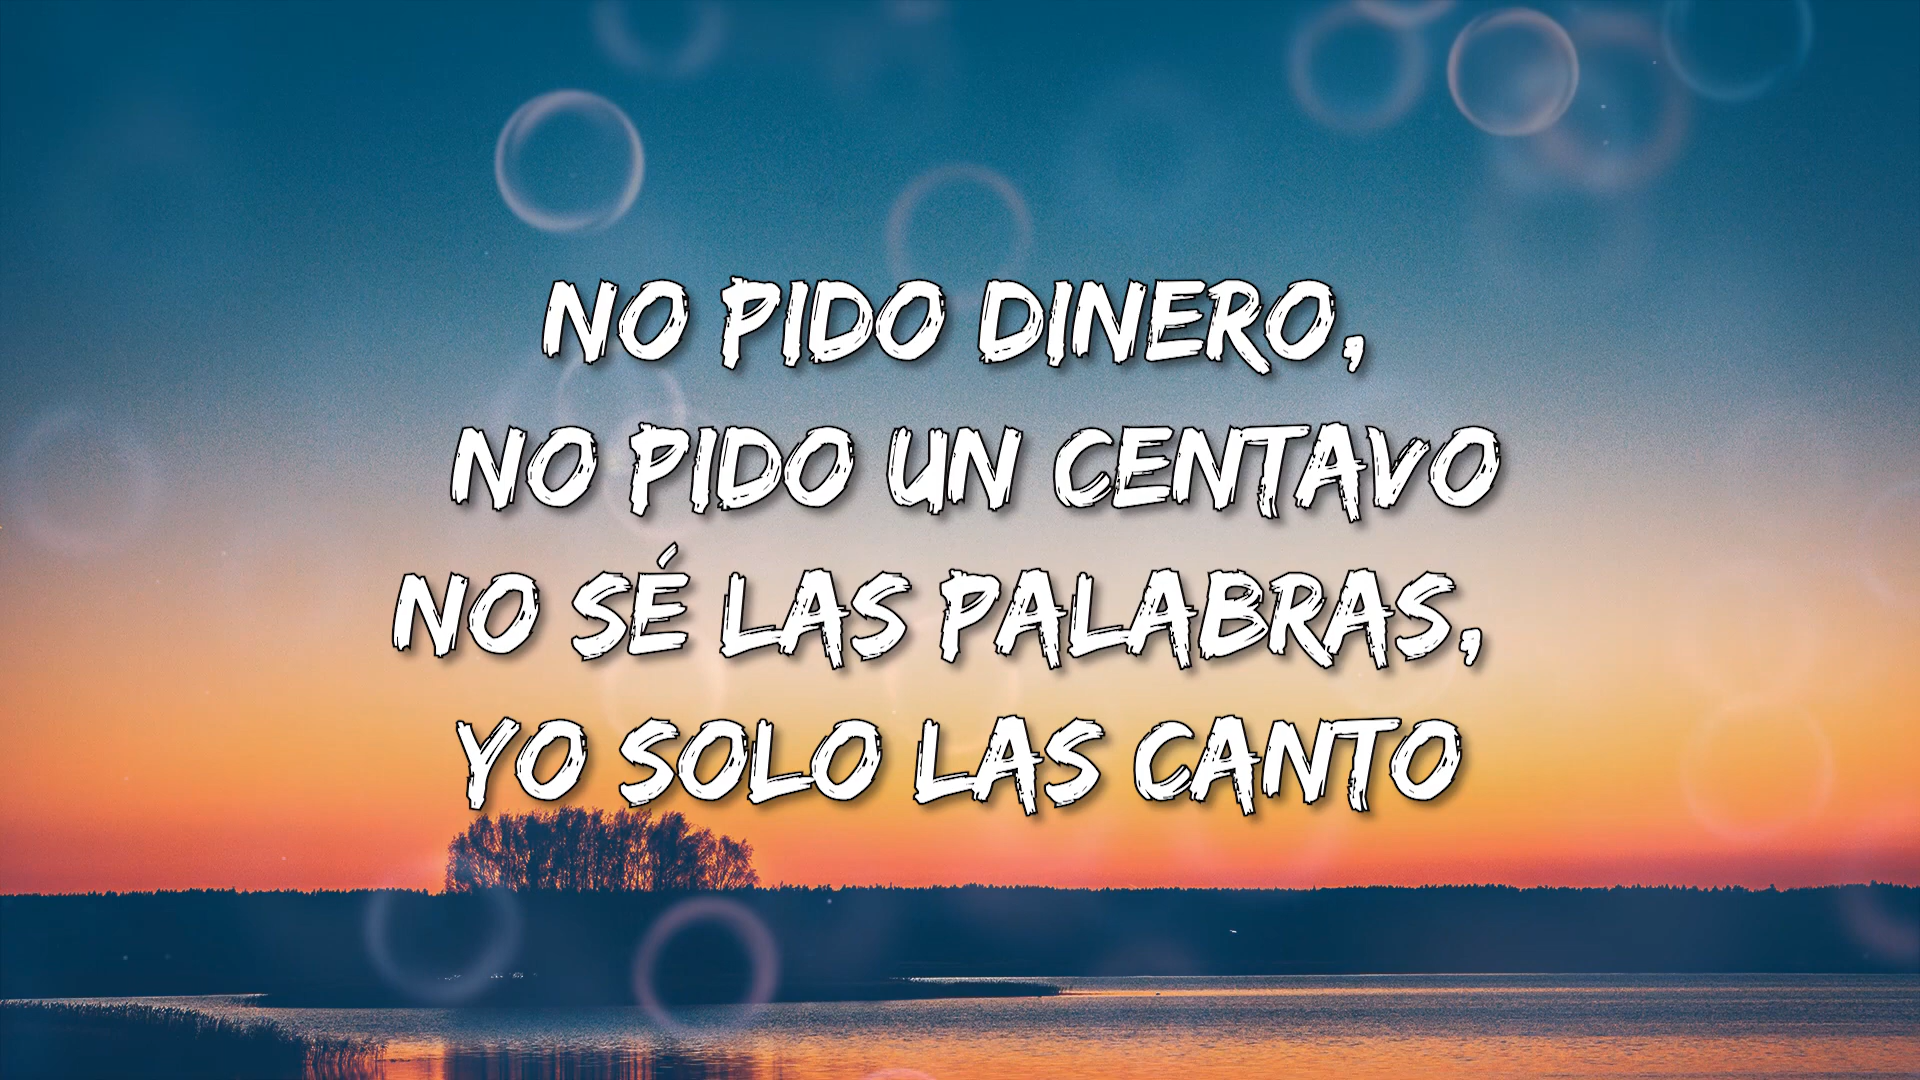 NO PIDO DINERO,
NO PIDO UN CENTAVO
NO SÉ LAS PALABRAS,
YO SOLO LAS CANTO